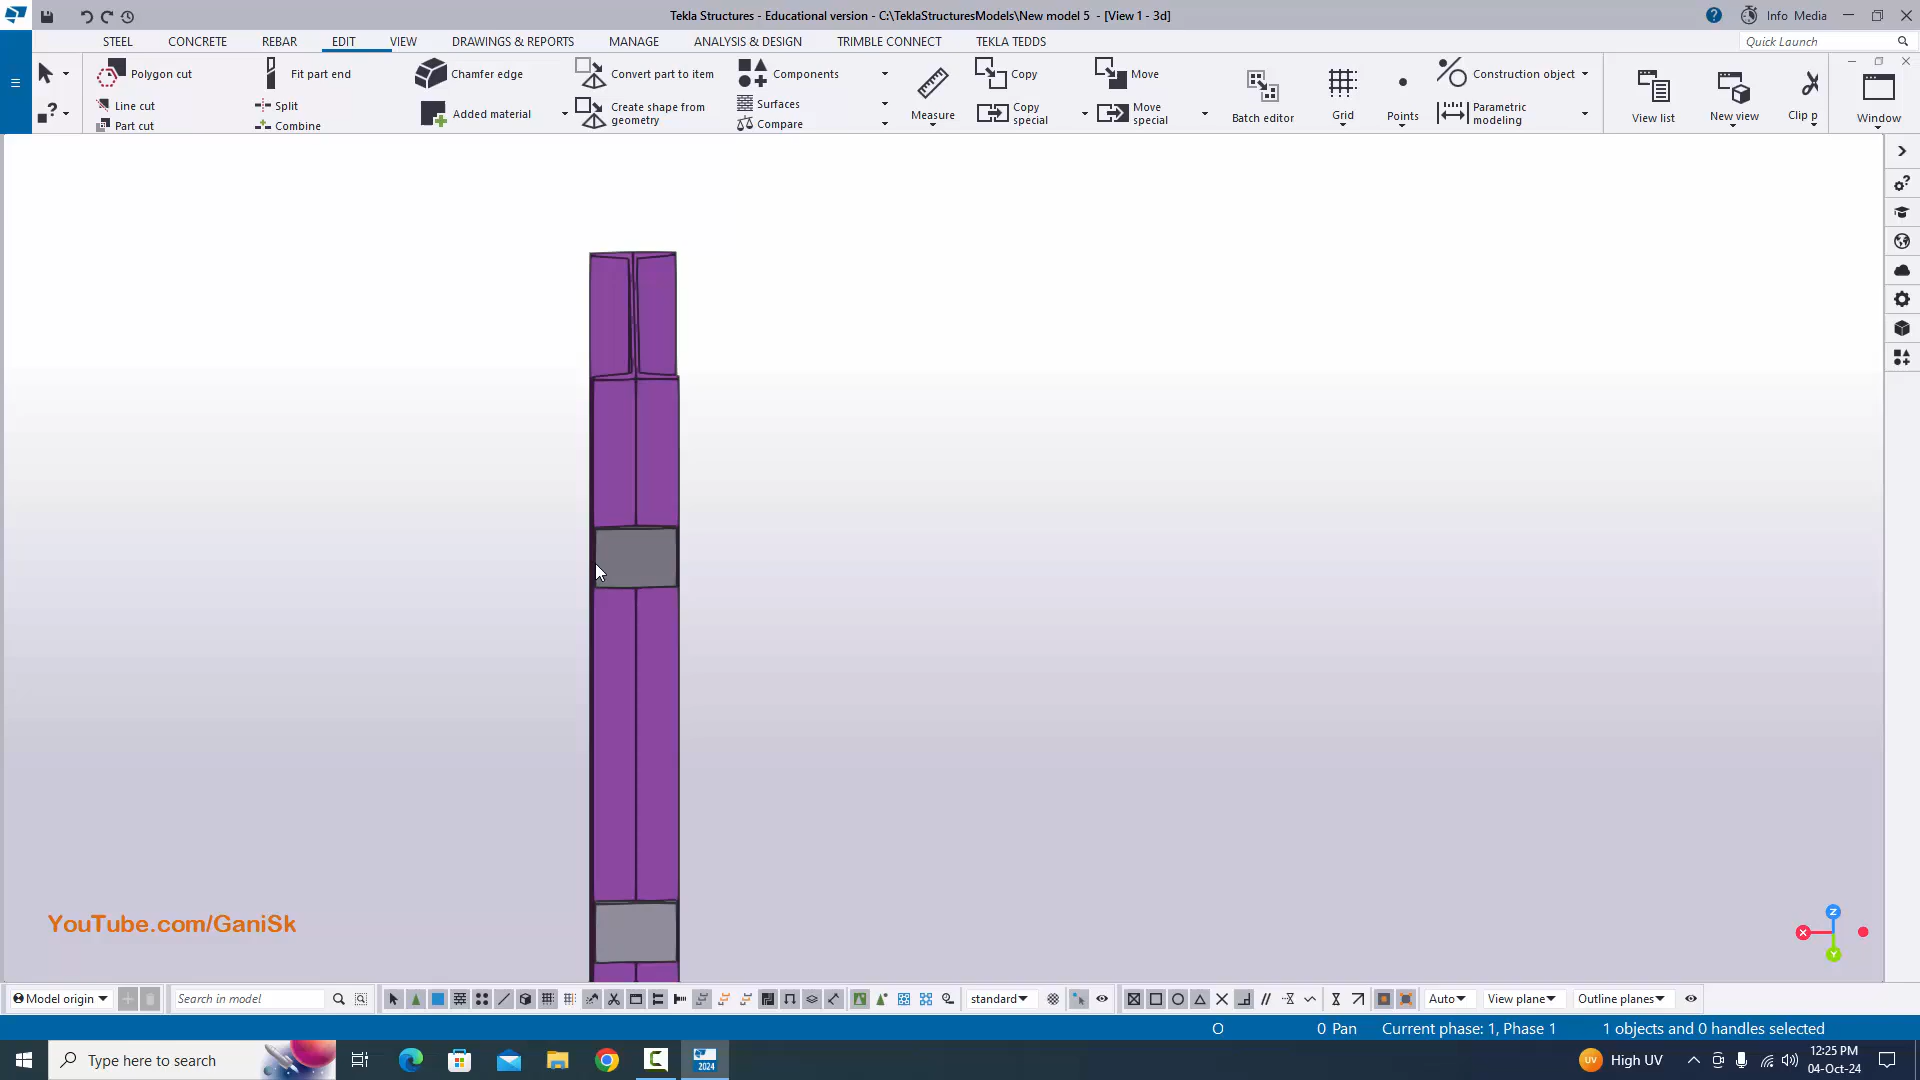 Tekla Structures - Educational version - C:\TeklaStructuresModels\New model 5 - [View 1 - 3d]
Info Media
STEEL CONCRETE REBAR EDIT VIEW DRAWINGS & REPORTS MANAGE ANALYSIS & DESIGN TRIMBLE CONNECT TEKLA TEDDS
Quick Launch
Polygon cut
Line cut
Part cut
Fit part end
Split
Combine
Chamfer edge
Added material
Convert part to item
Create shape from
geometry
Components
Surfaces
Compare
Measure
Copy
Copy
special
Move
Move
special
Batch editor
Grid
Points
Construction object
Parametric
modeling
View list
New view
Clip p
Window
YouTube.com/GaniSk
Z
X
Y
Model origin
Search in model
standard
Auto
View plane
Outline planes
O
0 Pan
Current phase: 1, Phase 1
1 objects and 0 handles selected
Type here to search
2024
UV
High UV
12:25 PM
04-Oct-24